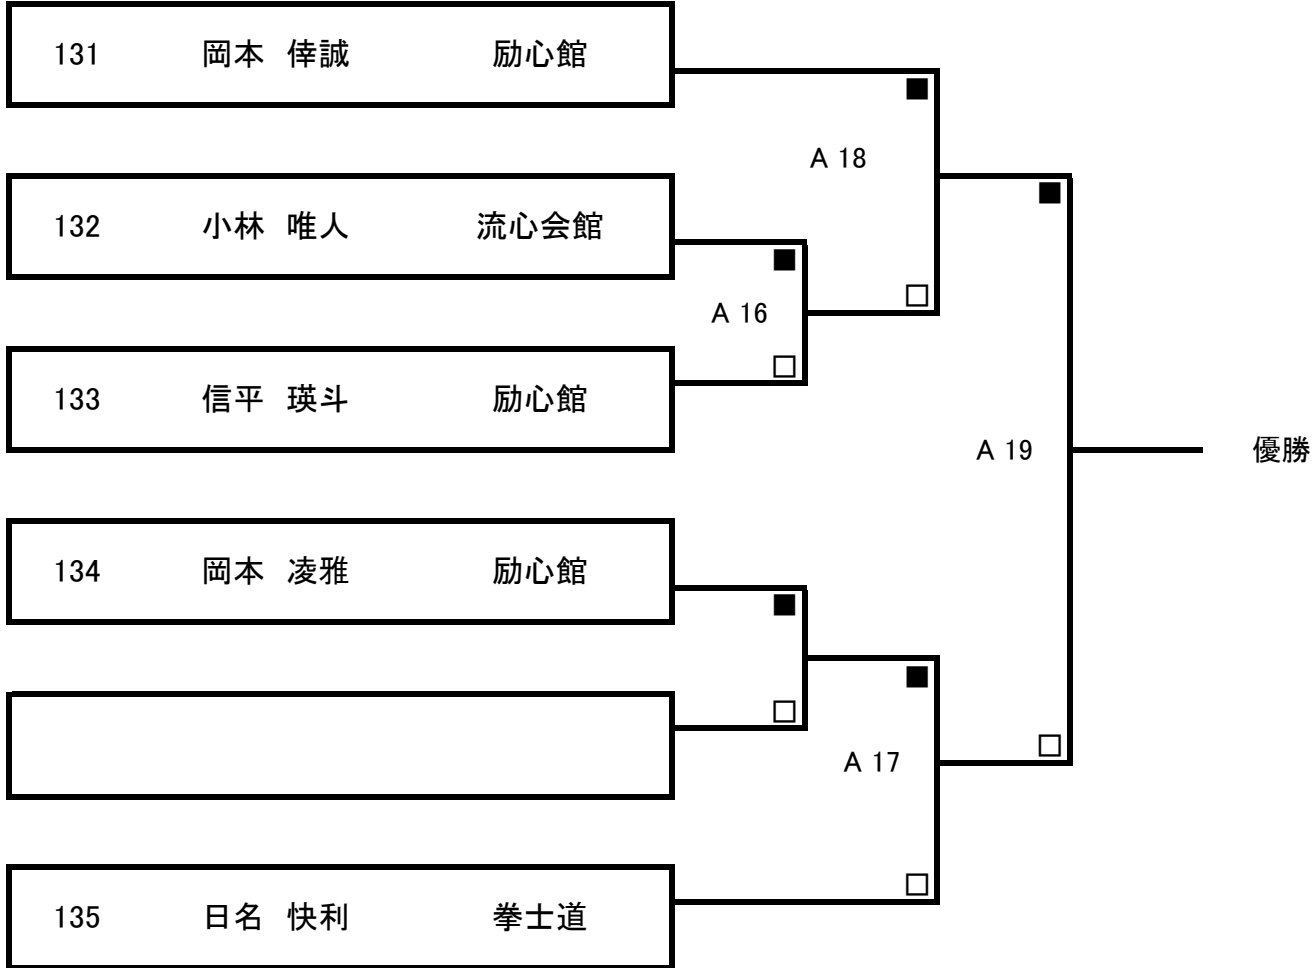 131 岡本 倖誠 励心館
A 18
132 小林 唯人 流心会館
A 16
133 信平 瑛斗 励心館
A 19 優勝
134 岡本 凌雅 励心館
A 17
135 日名 快利 拳士道